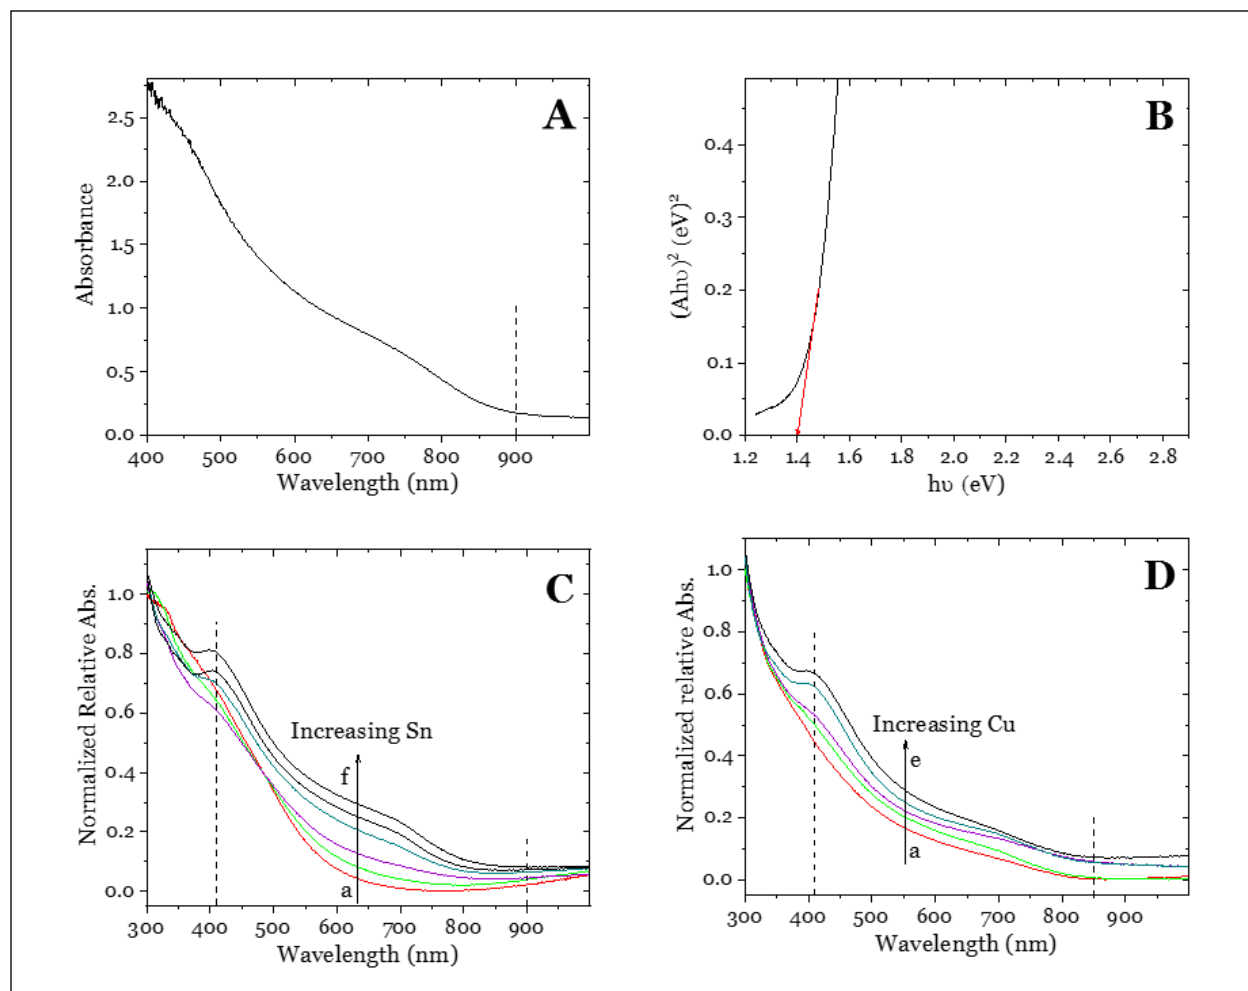 A
Absorbance
2.5
2.0
1.5
1.0
0.5
0.0
400 500 600 700 800 900
Wavelength (nm)
B
(Ahυ)² (eV)²
0.4
0.3
0.2
0.1
0.0
1.2 1.4 1.6 1.8 2.0 2.2 2.4 2.6 2.8
hυ (eV)
C
Normalized Relative Abs.
1.0
0.8
0.6
0.4
0.2
0.0
Increasing Sn
f
a
300 400 500 600 700 800 900
Wavelength (nm)
D
Normalized relative Abs.
1.0
0.8
0.6
0.4
0.2
0.0
Increasing Cu
e
a
300 400 500 600 700 800 900
Wavelength (nm)